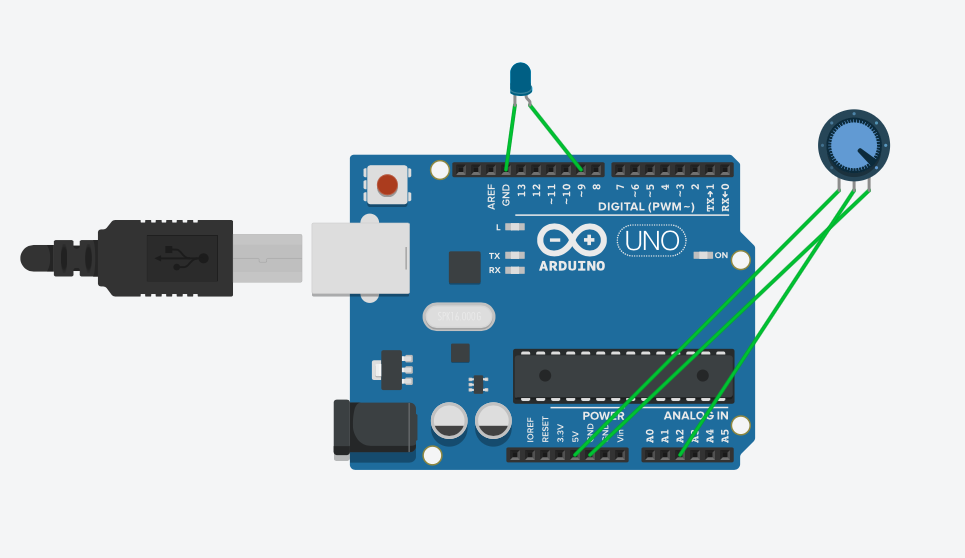 AREF
GND
13
12
~11
~10
~9
8
7
~6
~5
4
~3
2
TX→1
RX←0
DIGITAL (PWM~)
L
TX
RX
ARDUINO
UNO
ON
POWER
ANALOG IN
IOREF
RESET
3.3V
5V
GND
GND
Vin
A0
A1
A2
A3
A4
A5